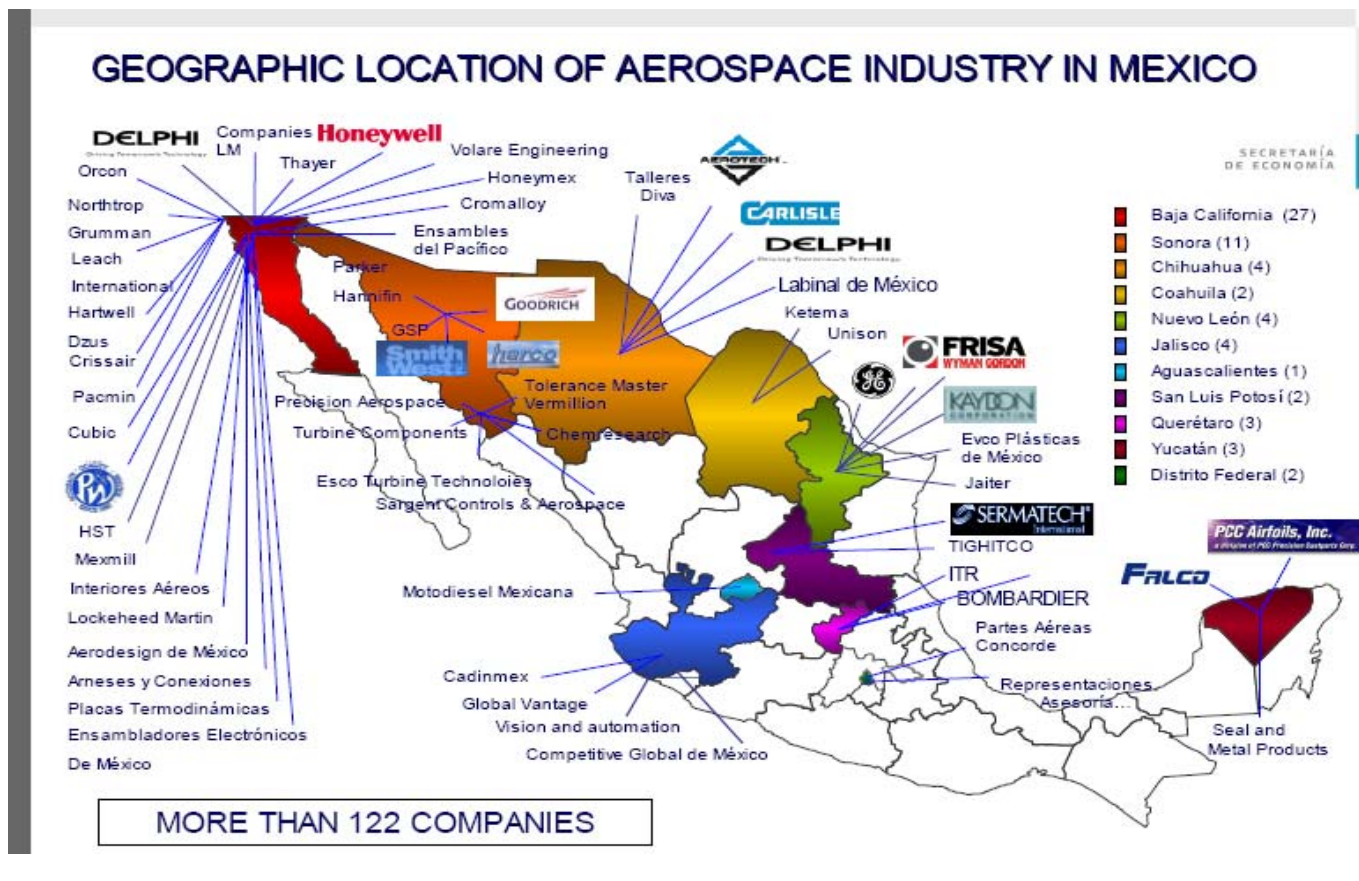 GEOGRAPHIC LOCATION OF AEROSPACE INDUSTRY IN MEXICO
DELPHI
Companies
LM
Honeywell
Thayer
Volare Engineering
Honeymex
Cromalloy
Ensambles
del Pacífico
Orcon
Northtrop
Grumman
Leach
International
Hartwell
Dzus
Crissair
Pacmin
Cubic
HST
Mexmill
Interiores Aéreos
Lockeheed Martin
Aerodesign de México
Arneses y Conexiones
Placas Termodinámicas
Ensambladores Electrónicos
De México
Parker
Hannifin
GSP
GOODRICH
Smith
West
harco
Tolerance Master
Vermillion
Precision Aerospace
Turbine Components
Chemresearch
Esco Turbine Technoloies
Sargent Controls & Aerospace
Talleres
Diva
AEROTECH
CARLISLE
DELPHI
Driving Tomorrow's Technology
Labinal de México
Ketema
Unison
GE
FRISA
WYMAN GORDON
KAYDON
CORPORATION
Evco Plásticas
de México
Jaiter
SERMATECH
International
TIGHITCO
ITR
BOMBARDIER
Partes Aéreas
Concorde
Representaciones
Asesoría...
Motodiesel Mexicana
Cadinmex
Global Vantage
Vision and automation
Competitive Global de México
PCC Airfoils, Inc.
FALCO
Seal and
Metal Products
SECRETARÍA
DE ECONOMÍA
Baja California (27)
Sonora (11)
Chihuahua (4)
Coahuila (2)
Nuevo León (4)
Jalisco (4)
Aguascalientes (1)
San Luis Potosí (2)
Querétaro (3)
Yucatán (3)
Distrito Federal (2)
MORE THAN 122 COMPANIES